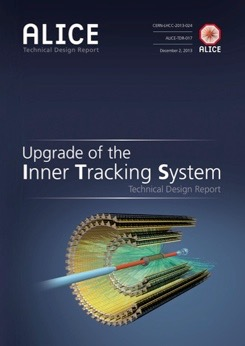 ALICE
Technical Design Report
CERN-LHCC-2013-024
ALICE-TDR-017
December 2, 2013
ALICE
Upgrade of the
Inner Tracking System
Technical Design Report